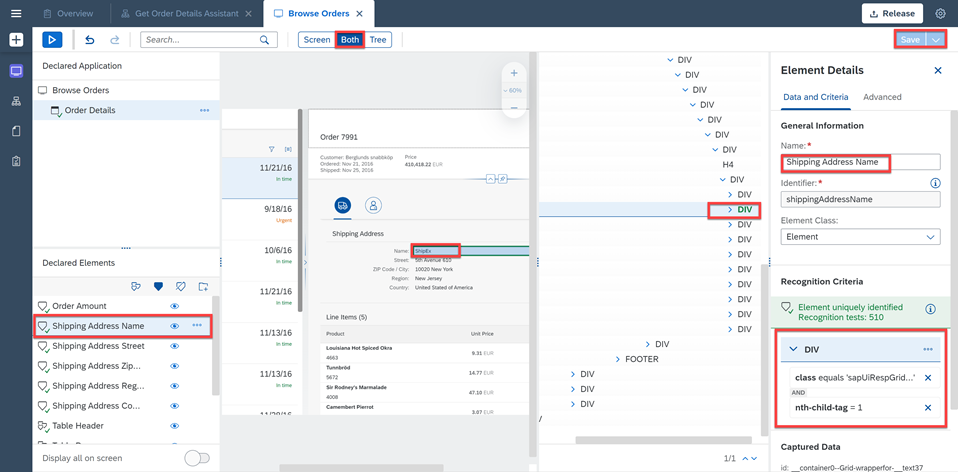 Overview
Get Order Details Assistant
Browse Orders
Release
Search...
Screen Both Tree
Save
Declared Application
Browse Orders
Order Details
Declared Elements
Order Amount
Shipping Address Name
Shipping Address Street
Shipping Address Zip...
Shipping Address Reg...
Shipping Address Co...
Table Header
Display all on screen
11/21/16
In time
9/18/16
Urgent
10/6/16
In time
11/21/16
In time
11/13/16
In time
11/13/16
In time
11/28/16
60%
Order 7991
Customer: Berglunds snabbköp
Ordered: Nov 21, 2016
Shipped: Nov 25, 2016
Price
410,418.22 EUR
Shipping Address
Name: ShipEx
Street: 5th Avenue 610
ZIP Code / City: 10020 New York
Region: New Jersey
Country: United Stated of America
Line Items (5)
Product Unit Price
Louisiana Hot Spiced Okra
4663
9.31 EUR
Tunnbröd
5672
14.77 EUR
Sir Rodney's Marmalade
4408
47.10 EUR
Camembert Pierrot
3.07 EUR
DIV
DIV
DIV
DIV
DIV
DIV
DIV
H4
DIV
DIV
DIV
DIV
DIV
DIV
DIV
DIV
DIV
DIV
DIV
DIV
FOOTER
DIV
DIV
DIV
1/1
Element Details
Data and Criteria
Advanced
General Information
Name:*
Shipping Address Name
Identifier:*
shippingAddressName
Element Class:
Element
Recognition Criteria
Element uniquely identified
Recognition tests: 510
DIV
class equals 'sapUiRespGrid...'
AND
nth-child-tag = 1
Captured Data
id: __container0--Grid-wrapperfor-__text37